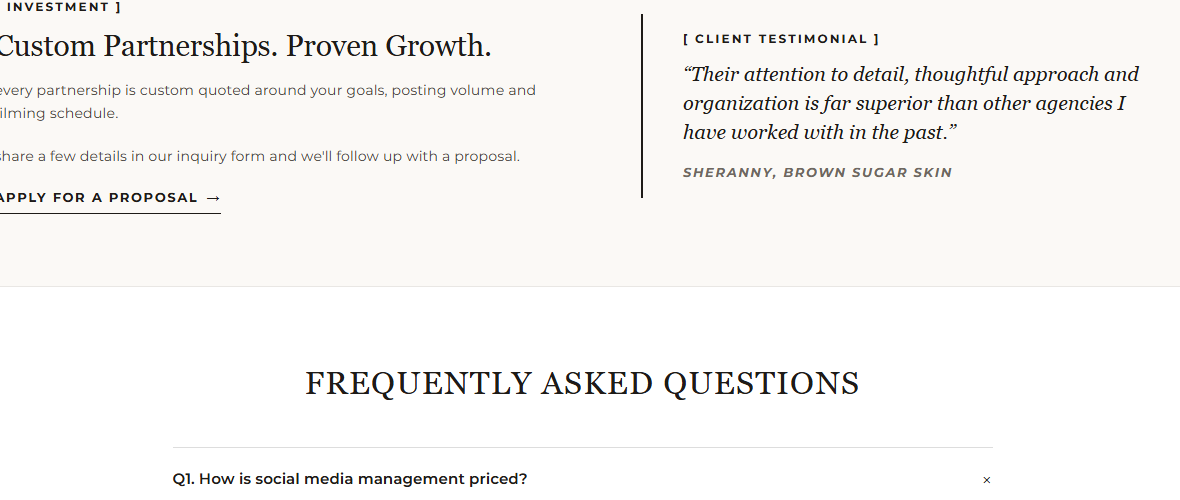 INVESTMENT ]
Custom Partnerships. Proven Growth.
every partnership is custom quoted around your goals, posting volume and
filming schedule.
share a few details in our inquiry form and we'll follow up with a proposal.
APPLY FOR A PROPOSAL →
[ CLIENT TESTIMONIAL ]
“Their attention to detail, thoughtful approach and
organization is far superior than other agencies I
have worked with in the past.”
SHERANNY, BROWN SUGAR SKIN
FREQUENTLY ASKED QUESTIONS
Q1. How is social media management priced? ×